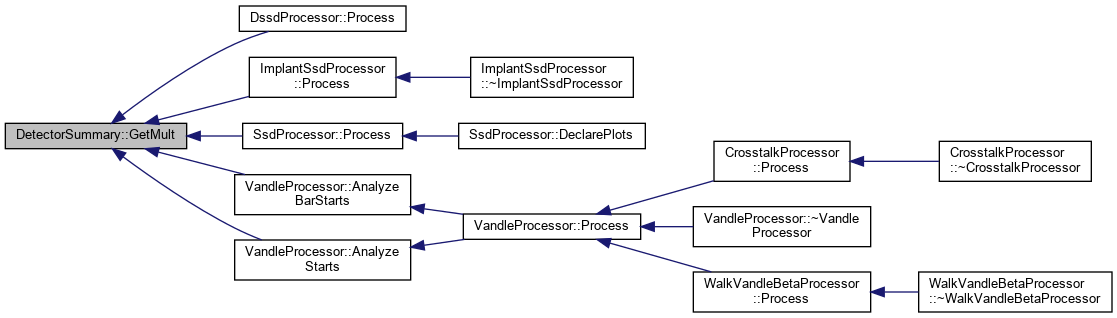 DetectorSummary::GetMult
DssdProcessor::Process
ImplantSsdProcessor
::Process
ImplantSsdProcessor
::~ImplantSsdProcessor
SsdProcessor::Process
SsdProcessor::DeclarePlots
VandleProcessor::Analyze
BarStarts
VandleProcessor::Analyze
Starts
VandleProcessor::Process
CrosstalkProcessor
::Process
CrosstalkProcessor
::~CrosstalkProcessor
VandleProcessor::~Vandle
Processor
WalkVandleBetaProcessor
::Process
WalkVandleBetaProcessor
::~WalkVandleBetaProcessor